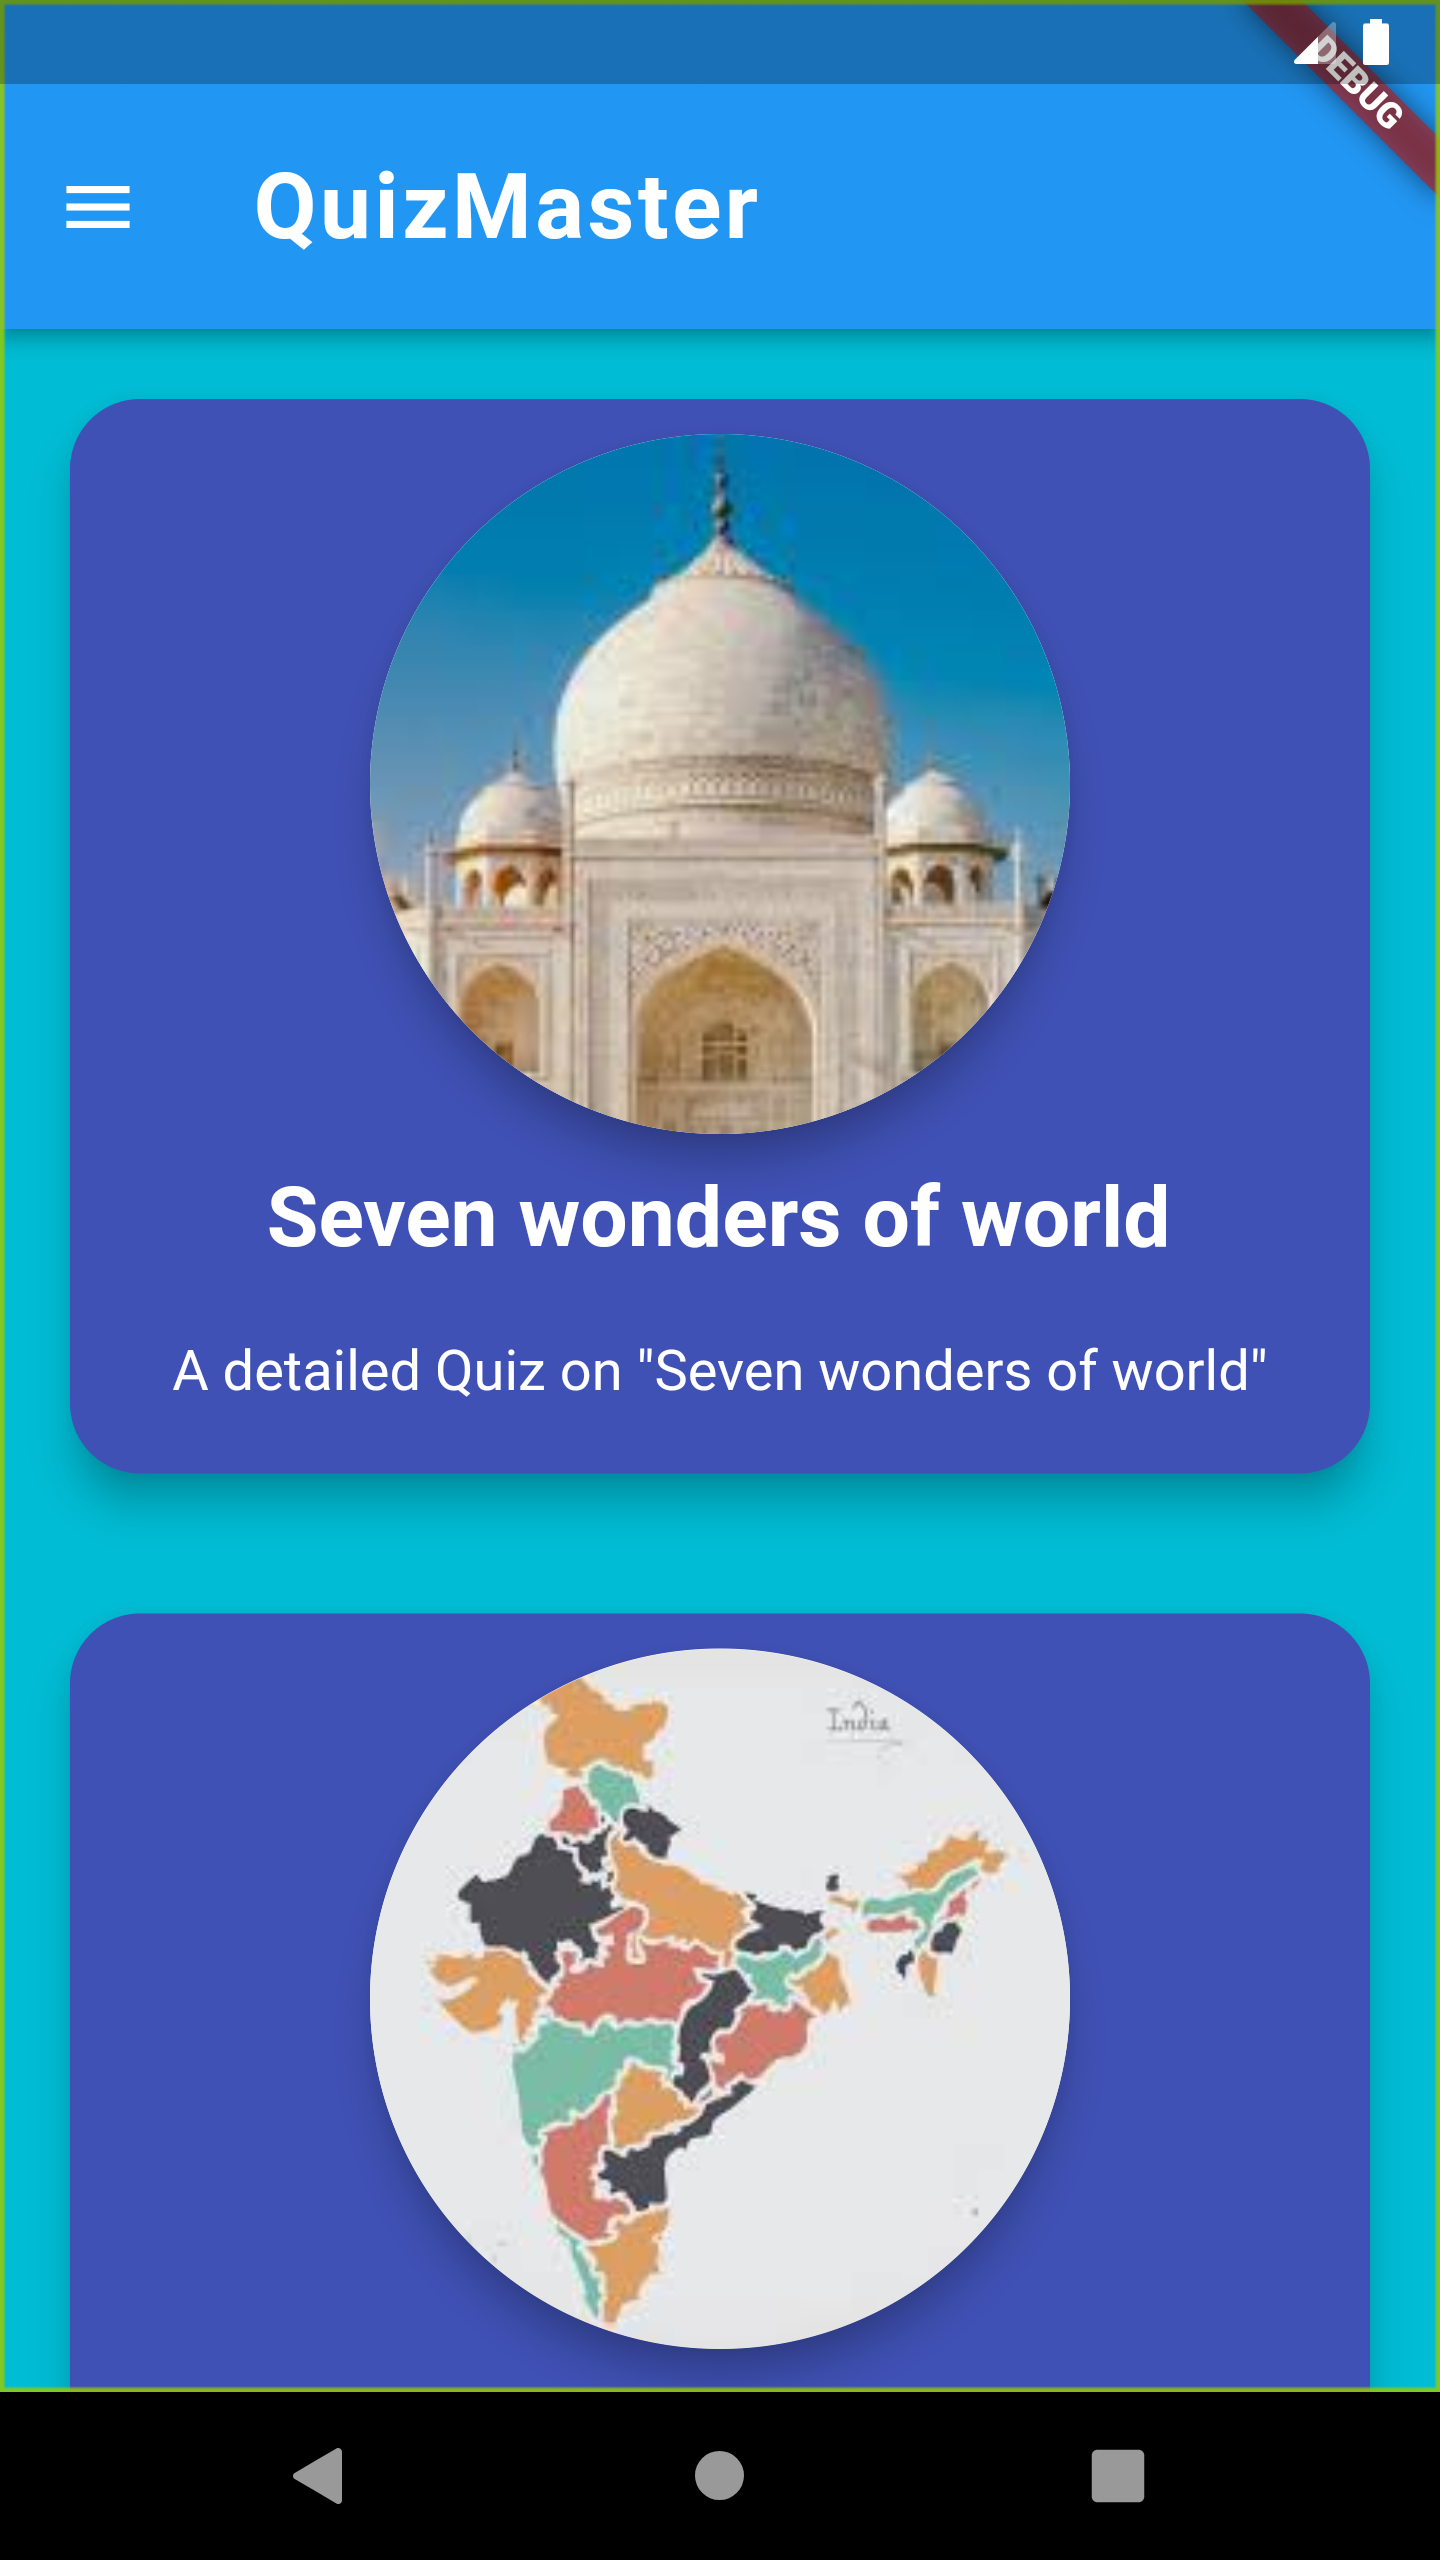 DEBUG
QuizMaster
Seven wonders of world
A detailed Quiz on "Seven wonders of world"
India